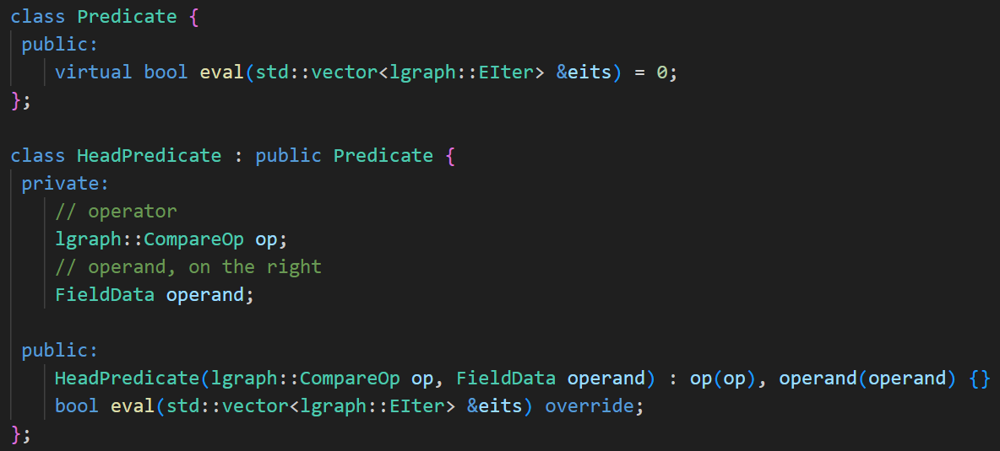 class Predicate {
 public:
    virtual bool eval(std::vector<lgraph::EIter> &eits) = 0;
};

class HeadPredicate : public Predicate {
 private:
    // operator
    lgraph::CompareOp op;
    // operand, on the right
    FieldData operand;

 public:
    HeadPredicate(lgraph::CompareOp op, FieldData operand) : op(op), operand(operand) {}
    bool eval(std::vector<lgraph::EIter> &eits) override;
};